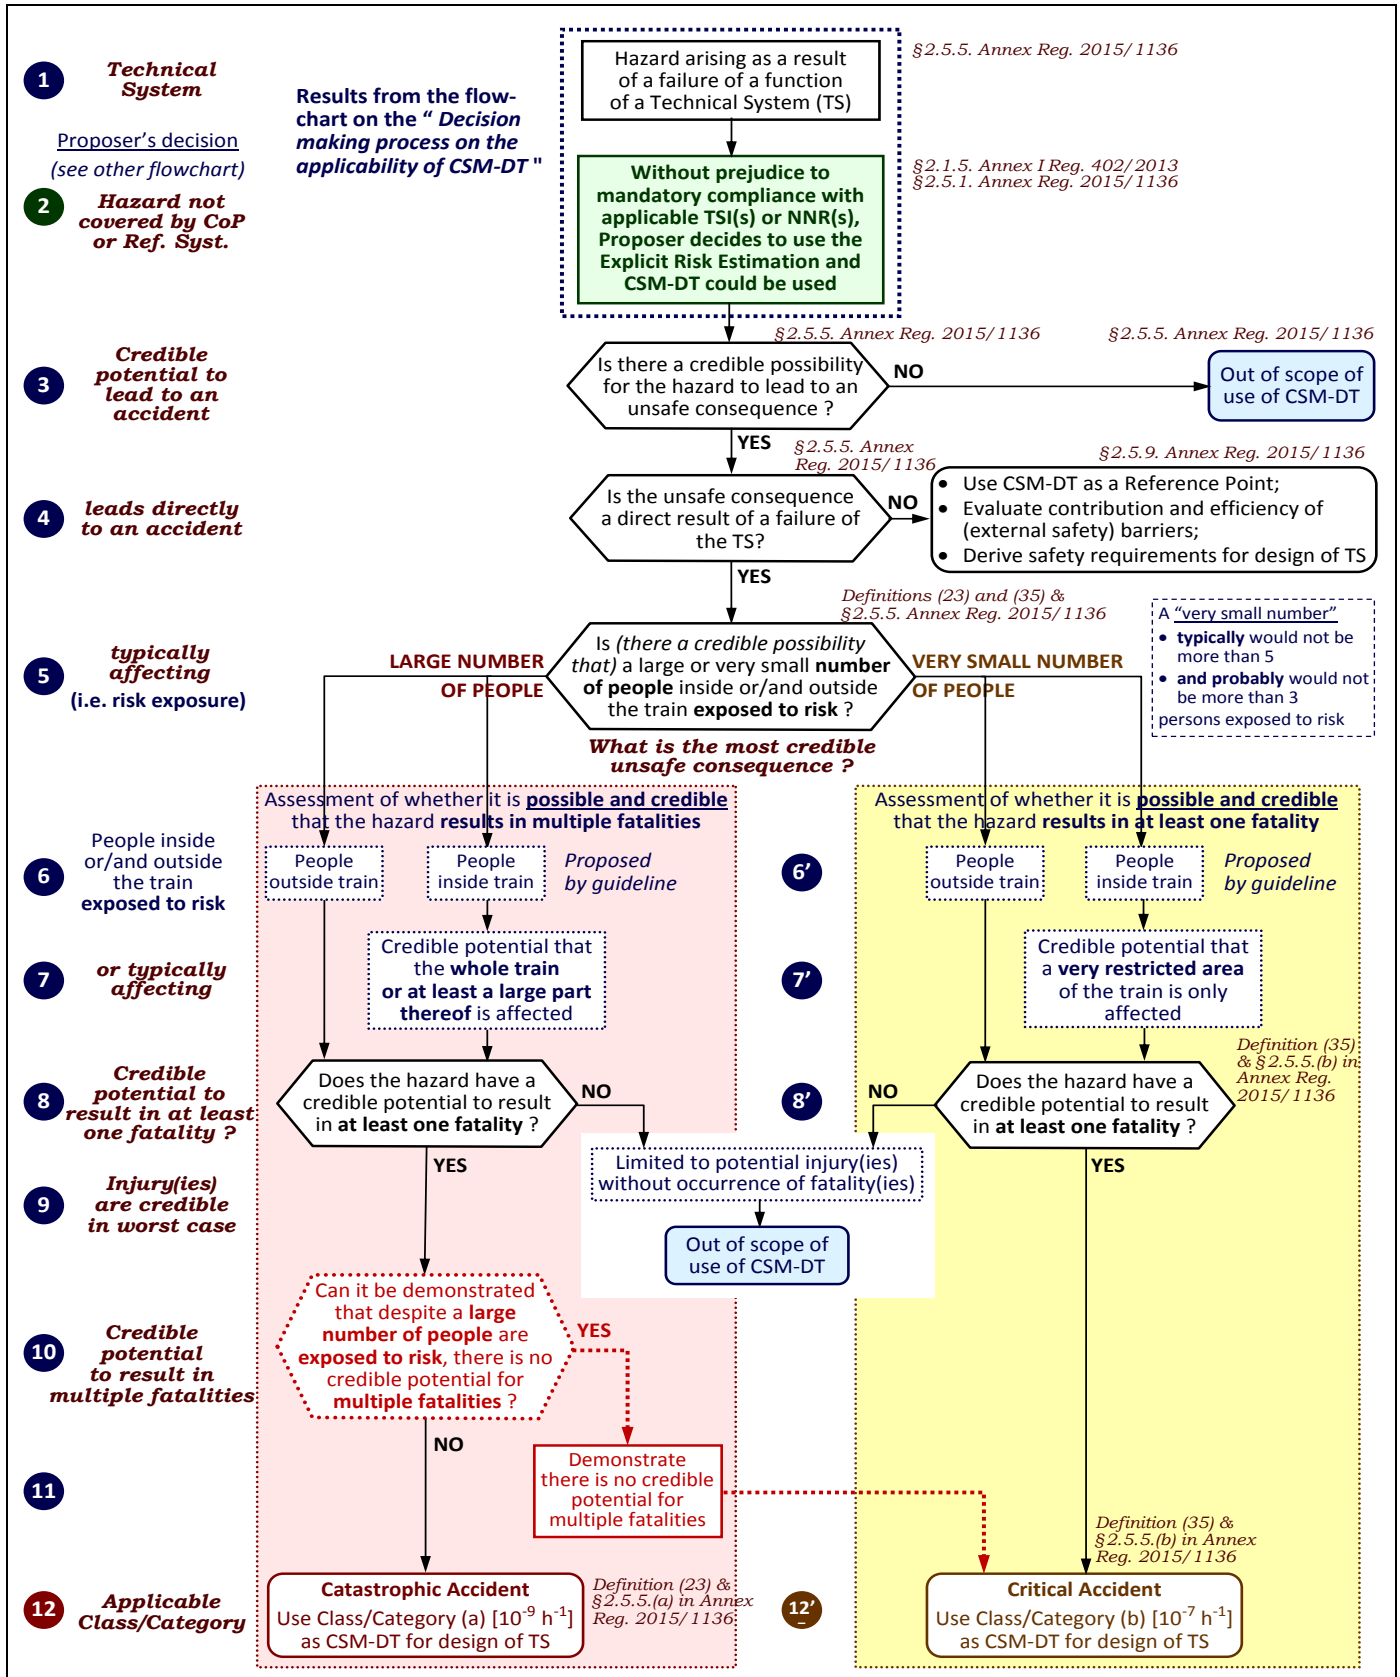 1
Technical
System
Proposer's decision
(see other flowchart)
2
Hazard not
covered by CoP
or Ref. Syst.
Results from the flow-
chart on the “ Decision
making process on the
applicability of CSM-DT "
Hazard arising as a result
of a failure of a function
of a Technical System (TS)
§2.5.5. Annex Reg. 2015/1136
Without prejudice to
mandatory compliance with
applicable TSI(s) or NNR(s),
Proposer decides to use the
Explicit Risk Estimation and
CSM-DT could be used
§2.1.5. Annex I Reg. 402/2013
§2.5.1. Annex Reg. 2015/1136
3
Credible
potential to
lead to an
accident
§2.5.5. Annex Reg. 2015/1136
Is there a credible possibility
for the hazard to lead to an
unsafe consequence ?
NO
§2.5.5. Annex Reg. 2015/1136
Out of scope of
use of CSM-DT
YES
4
leads directly
to an accident
§2.5.5. Annex
Reg. 2015/1136
Is the unsafe consequence
a direct result of a failure of
the TS?
NO
§2.5.9. Annex Reg. 2015/1136
• Use CSM-DT as a Reference Point;
• Evaluate contribution and efficiency of
(external safety) barriers;
• Derive safety requirements for design of TS
YES
5
typically
affecting
(i.e. risk exposure)
Definitions (23) and (35) &
§2.5.5. Annex Reg. 2015/1136
LARGE NUMBER
OF PEOPLE
Is (there a credible possibility
that) a large or very small number
of people inside or/and outside
the train exposed to risk ?
VERY SMALL NUMBER
OF PEOPLE
A “very small number”
• typically would not be
more than 5
• and probably would not
be more than 3
persons exposed to risk
What is the most credible
unsafe consequence ?
Assessment of whether it is possible and credible
that the hazard results in multiple fatalities
Assessment of whether it is possible and credible
that the hazard results in at least one fatality
6
People inside
or/and outside
the train
exposed to risk
People
outside train
People
inside train
Proposed
by guideline
6’
People
outside train
People
inside train
Proposed
by guideline
7
or typically
affecting
Credible potential that
the whole train
or at least a large part
thereof is affected
7’
Credible potential that
a very restricted area
of the train is only
affected
8
Credible
potential to
result in at least
one fatality ?
Does the hazard have a
credible potential to result
in at least one fatality ?
NO
YES
8’
NO
Does the hazard have a
credible potential to result
in at least one fatality ?
Definition (35)
& §2.5.5.(b) in
Annex Reg.
2015/1136
YES
9
Injury(ies)
are credible
in worst case
Limited to potential injury(ies)
without occurrence of fatality(ies)
Out of scope of
use of CSM-DT
10
Credible
potential
to result in
multiple fatalities
Can it be demonstrated
that despite a large
number of people are
exposed to risk, there is no
credible potential for
multiple fatalities ?
YES
NO
11
Demonstrate
there is no credible
potential for
multiple fatalities
Definition (35) &
§2.5.5.(b) in Annex
Reg. 2015/1136
12
Applicable
Class/Category
Catastrophic Accident
Use Class/Category (a) [10⁻⁹ h⁻¹]
as CSM-DT for design of TS
Definition (23) &
§2.5.5.(a) in Annex
Reg. 2015/1136
12’
Critical Accident
Use Class/Category (b) [10⁻⁷ h⁻¹]
as CSM-DT for design of TS